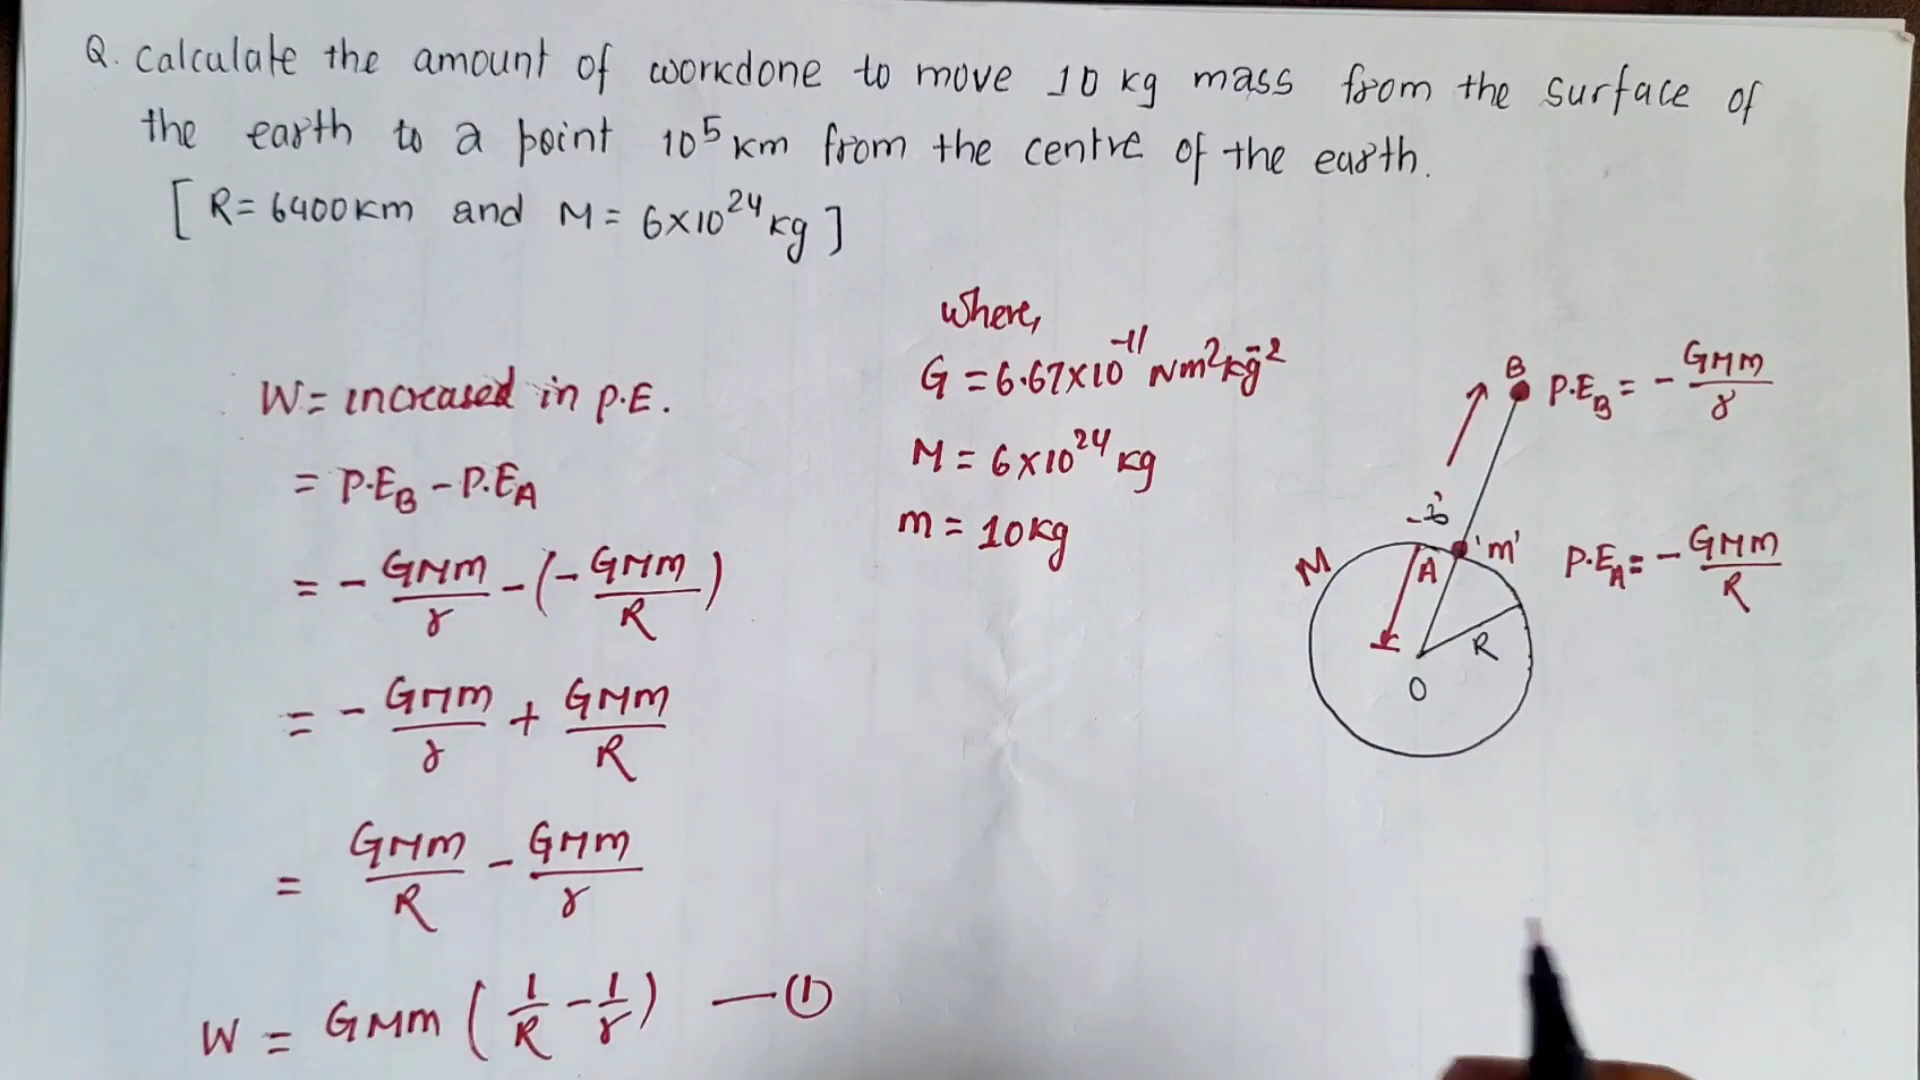 Q. Calculate the amount of workdone to move 10 kg mass from the surface of
the earth to a point 10⁵ km from the centre of the earth.
[ R = 6400 km and M = 6×10²⁴ kg ]
W = increased in P.E.
= P.E_B - P.E_A
= - GMm/r - (- GMm/R)
= - GMm/r + GMm/R
= GMm/R - GMm/r
W = GMm ( 1/R - 1/r ) — ①
where,
G = 6.67×10⁻¹¹ Nm²kg⁻²
M = 6×10²⁴ kg
m = 10kg
B P.E_B = - GMm/r
M A 'm' P.E_A = - GMm/R
R
O